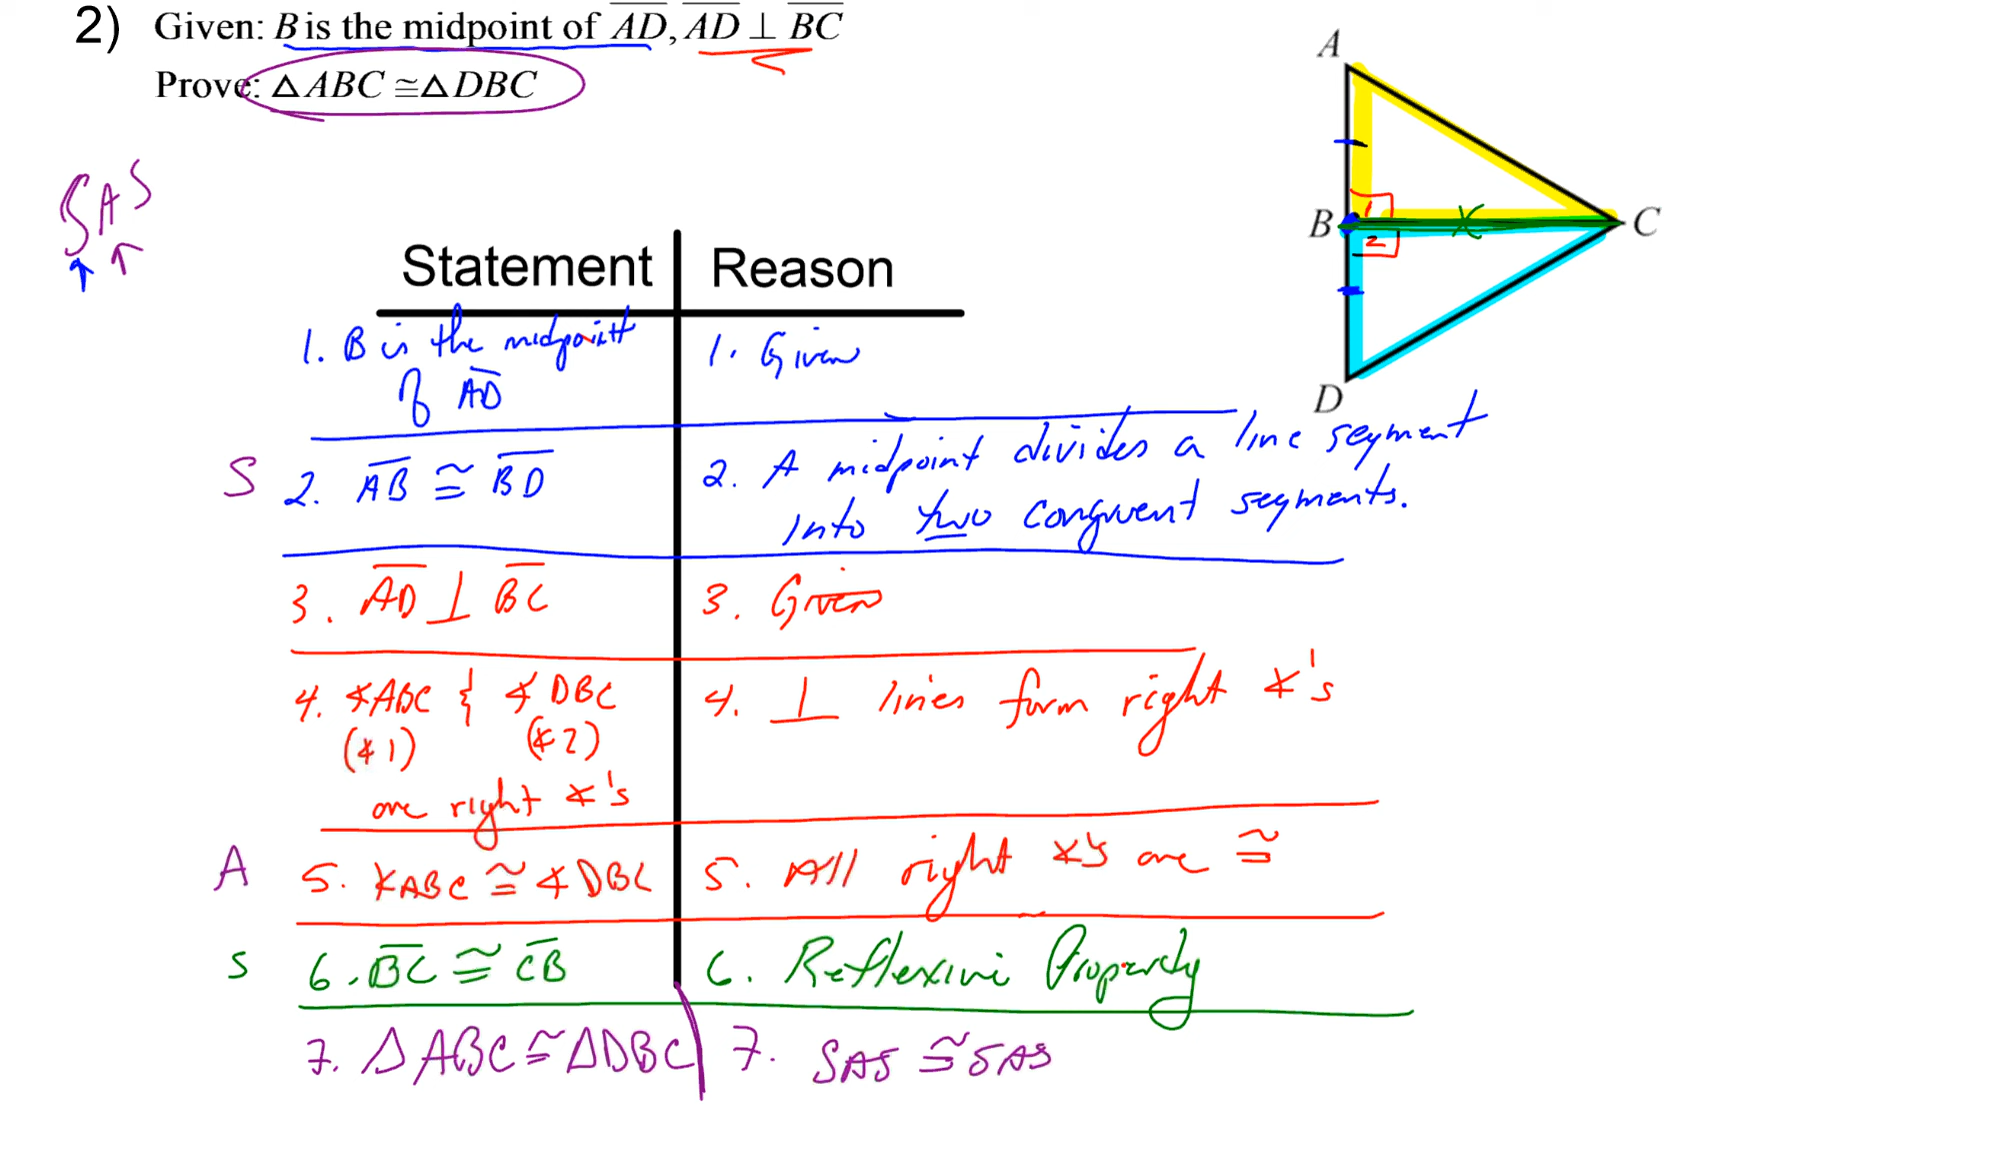 2) Given: B is the midpoint of AD, AD ⊥ BC
Prove: △ABC ≅ △DBC
A
SAS
B
1
2
C
D
Statement | Reason
1. B is the midpoint of AD | 1. Given
S 2. AB ≅ BD | 2. A midpoint divides a line segment
into two congruent segments.
3. AD ⊥ BC | 3. Given
4. ∡ABC & ∡DBC | 4. ⊥ lines form right ∡'s
(∡1) (∡2)
are right ∡'s
A 5. ∡ABC ≅ ∡DBC | 5. All right ∡'s are ≅
S 6. BC ≅ CB | 6. Reflexive Property
7. △ABC ≅ △DBC | 7. SAS ≅ SAS